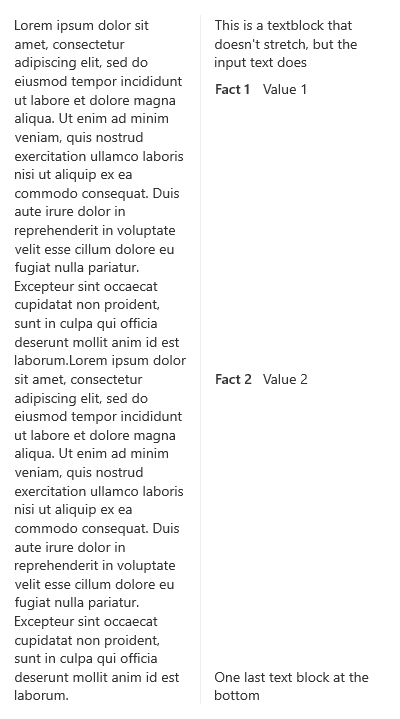 Lorem ipsum dolor sit
amet, consectetur
adipiscing elit, sed do
eiusmod tempor incididunt
ut labore et dolore magna
aliqua. Ut enim ad minim
veniam, quis nostrud
exercitation ullamco laboris
nisi ut aliquip ex ea
commodo consequat. Duis
aute irure dolor in
reprehenderit in voluptate
velit esse cillum dolore eu
fugiat nulla pariatur.
Excepteur sint occaecat
cupidatat non proident,
sunt in culpa qui officia
deserunt mollit anim id est
laborum.Lorem ipsum dolor
sit amet, consectetur
adipiscing elit, sed do
eiusmod tempor incididunt
ut labore et dolore magna
aliqua. Ut enim ad minim
veniam, quis nostrud
exercitation ullamco laboris
nisi ut aliquip ex ea
commodo consequat. Duis
aute irure dolor in
reprehenderit in voluptate
velit esse cillum dolore eu
fugiat nulla pariatur.
Excepteur sint occaecat
cupidatat non proident,
sunt in culpa qui officia
deserunt mollit anim id est
laborum.
This is a textblock that
doesn't stretch, but the
input text does
Fact 1 Value 1
Fact 2 Value 2
One last text block at the
bottom